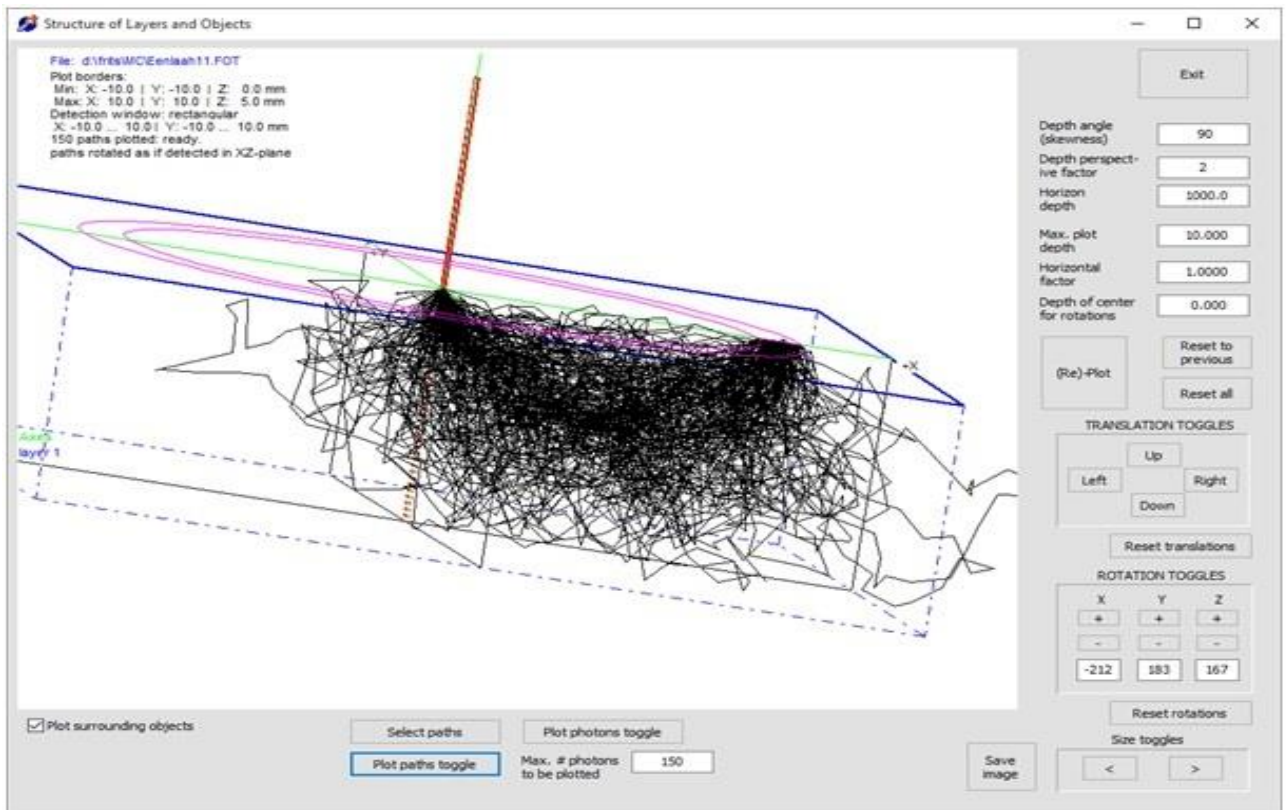 Structure of Layers and Objects
File: d:\frits\MC\Eenlaah11.FOT
Plot borders:
Min: X: -10.0 | Y: -10.0 | Z: 0.0 mm
Max: X: 10.0 | Y: 10.0 | Z: 5.0 mm
Detection window: rectangular
X: -10.0 ... 10.0 | Y: -10.0 ... 10.0 mm
150 paths plotted: ready.
paths rotated as if detected in XZ-plane
+Y
+X
Axes
layer 1
Exit
Depth angle
(skewness)
90
Depth perspect-
ive factor
2
Horizon
depth
1000.0
Max. plot
depth
10.000
Horizontal
factor
1.0000
Depth of center
for rotations
0.000
(Re)-Plot
Reset to
previous
Reset all
TRANSLATION TOGGLES
Up
Left
Right
Down
Reset translations
ROTATION TOGGLES
X Y Z
+ + +
- - -
-212 183 167
Reset rotations
Size toggles
< >
Plot surrounding objects
Select paths
Plot photons toggle
Plot paths toggle
Max. # photons
to be plotted
150
Save
image